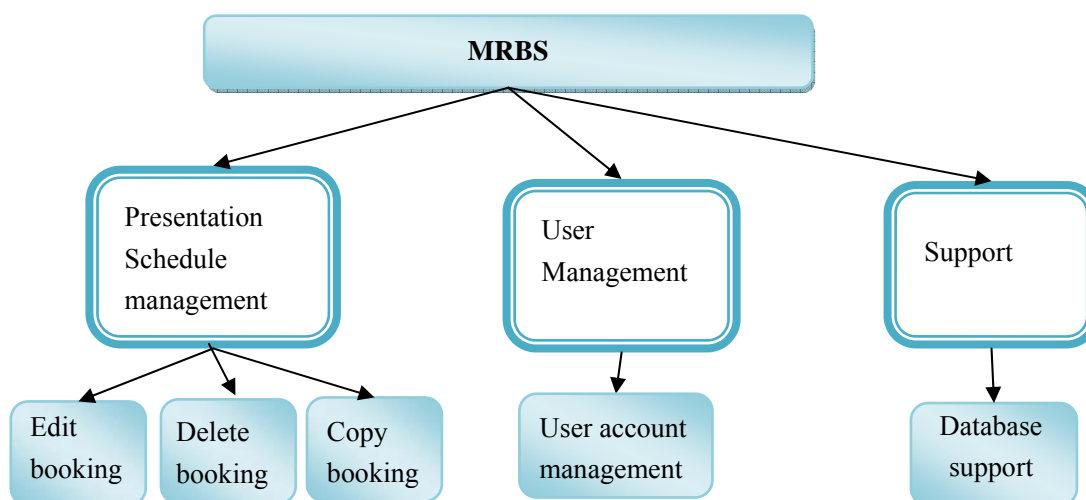 MRBS
Presentation
Schedule
management
User
Management
Support
Edit
booking
Delete
booking
Copy
booking
User account
management
Database
support